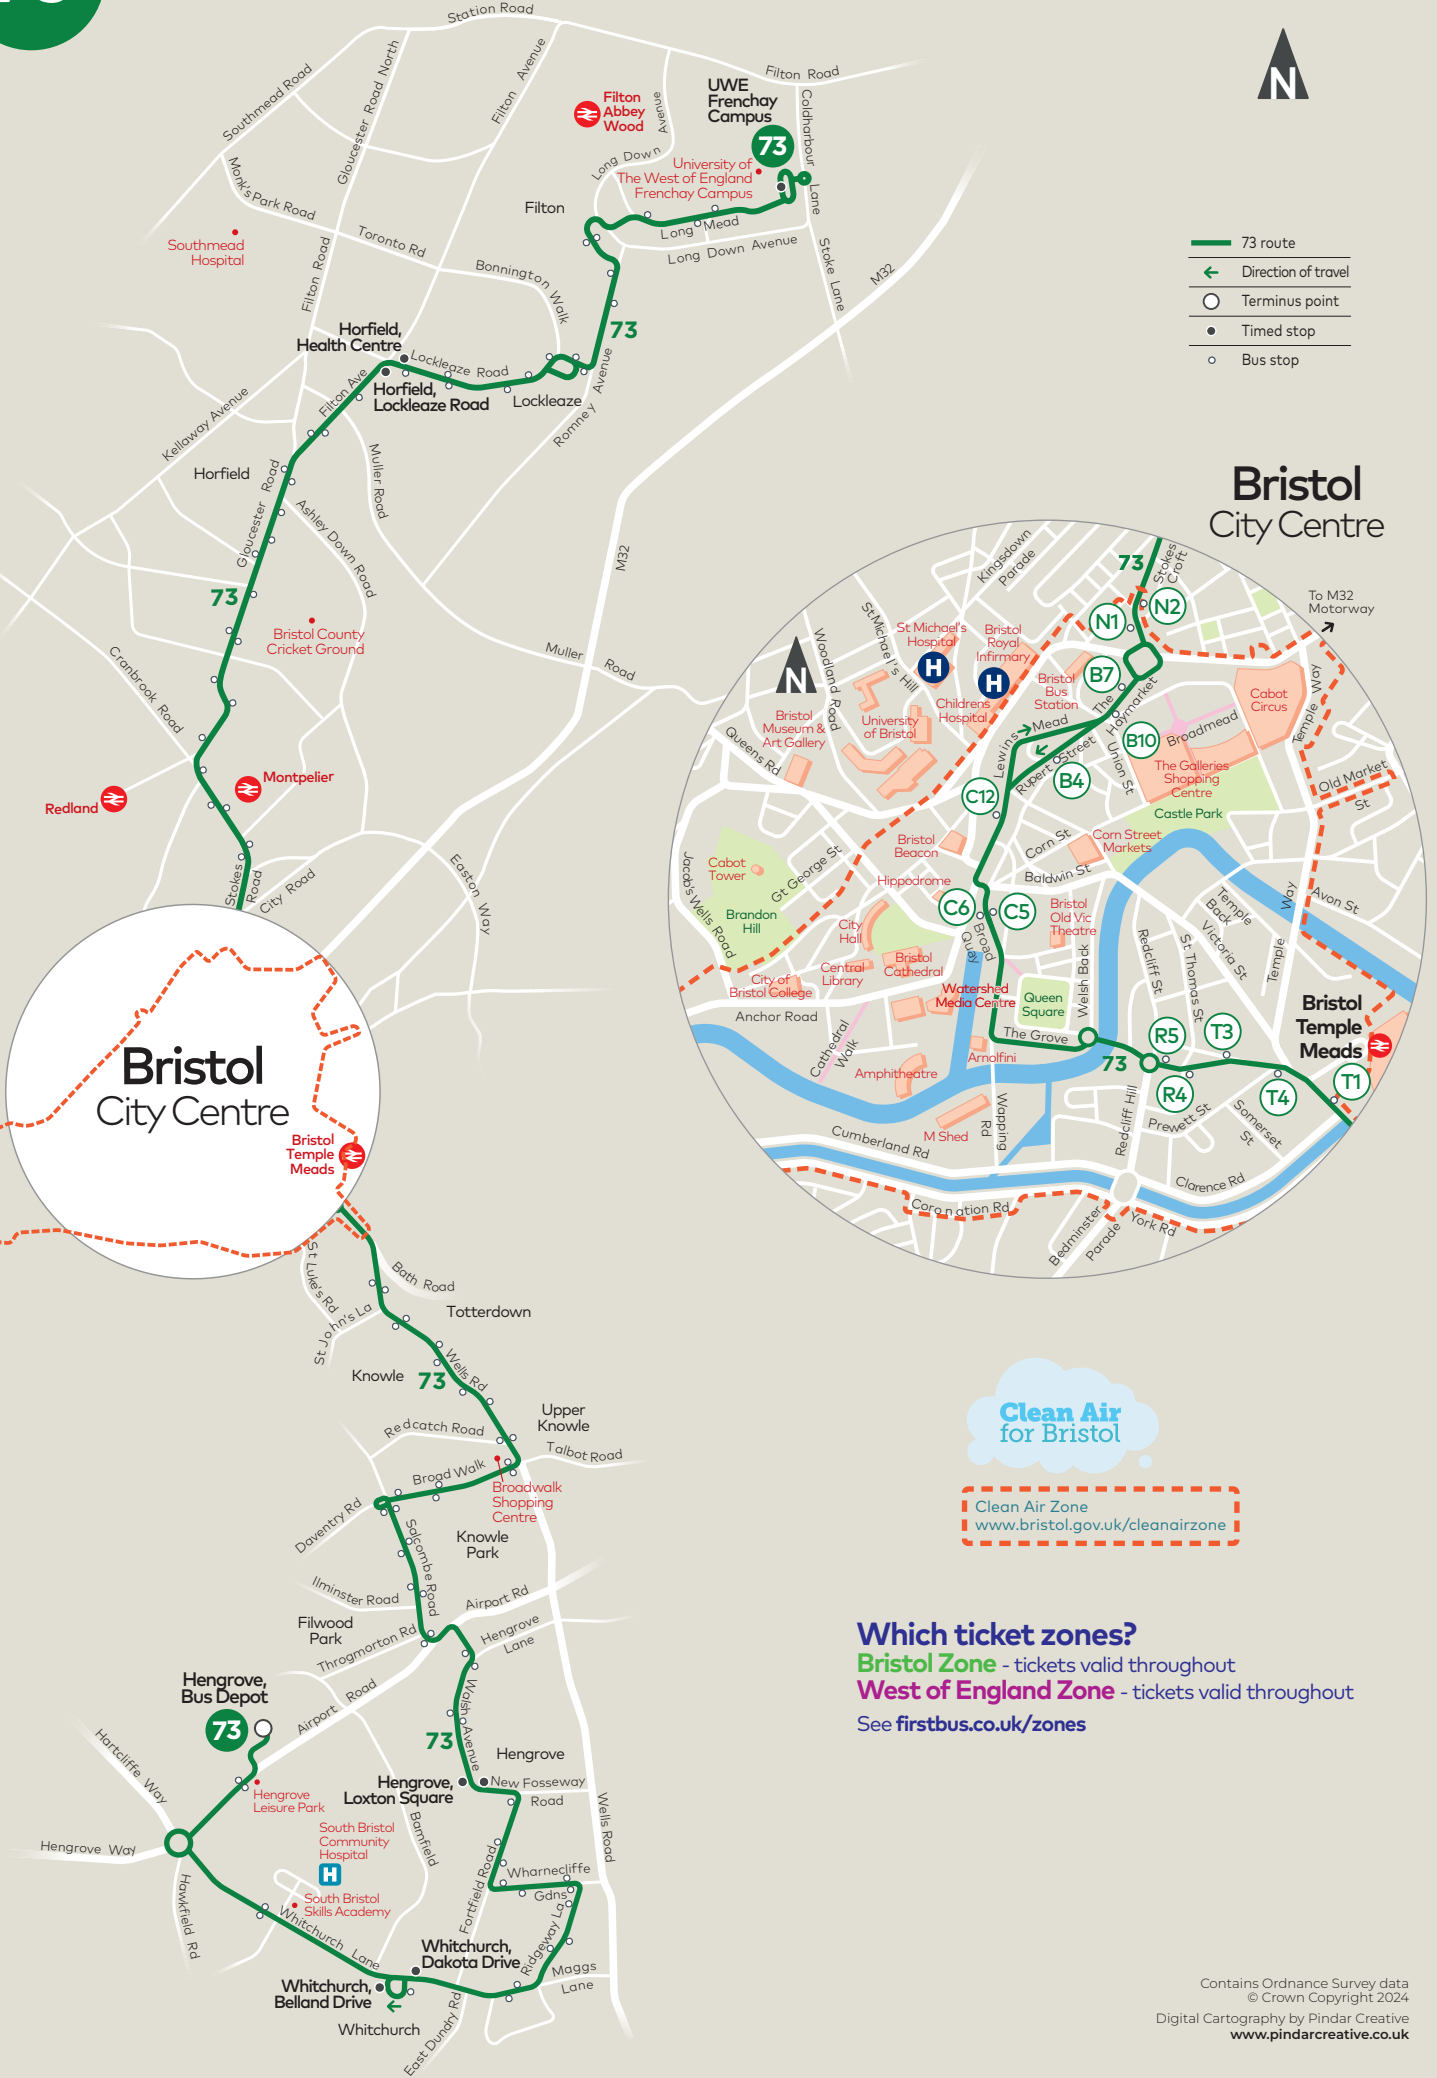 Station Road
Southmead Road
Gloucester Road North
Filton Avenue
Filton
Abbey
Wood
Avenue
UWE
Frenchay
Campus
73
Filton Road
Coldharbour
Lane
Long Down
University of
The West of England
Frenchay Campus
Monk's Park Road
Filton
Long Mead
Long Down Avenue
Stoke Lane
M32
Southmead
Hospital
Toronto Rd
Filton Road
Bonnington Walk
73
Horfield,
Health Centre
Lockleaze Road
Horfield,
Lockleaze Road
Lockleaze
Romney Avenue
Filton Ave
Kellaway Avenue
Horfield
Muller Road
Gloucester Road
Ashley Down Road
M32
73
Bristol County
Cricket Ground
Cranbrook Road
Muller Road
Redland
Montpelier
Stokes Road
City Road
Easton Way
Bristol
City Centre
Bristol
Temple
Meads
N
73 route
Direction of travel
Terminus point
Timed stop
Bus stop
Bristol
City Centre
To M32
Motorway
73
Stokes
Croft
Kingsdown
Parade
N2
N1
St Michael's Hill
Woodland Road
St Michael's
Hospital
H
Bristol
Royal
Infirmary
H
N
B7
Bristol
Bus
Station
The Haymarket
Cabot
Circus
Temple Way
Childrens
Hospital
Bristol
Museum &
Art Gallery
University
of Bristol
Queens Rd
Lewins Mead
Rupert Street
B10
Broadmead
Union St
The Galleries
Shopping
Centre
B4
Old Market
St
C12
Castle Park
Bristol
Beacon
Corn St
Corn Street
Markets
Baldwin St
Cabot
Tower
Gt George St
Hippodrome
Jacob's Wells Road
Brandon
Hill
C6
C5
Bristol
Old Vic
Theatre
City
Hall
Broad
Quay
Temple
Back
Victoria St
Way
Avon St
Redcliff St
St Thomas St
Temple
Central
Library
Bristol
Cathedral
City of
Bristol College
Watershed
Media Centre
Queen
Square
Welsh Back
Bristol
Temple
Meads
Anchor Road
The Grove
Cathedral
Walk
Arnolfini
Amphitheatre
73
R5
T3
R4
T4
T1
M Shed
Wapping
Rd
Redcliff Hill
Prewett St
Somerset
St
Cumberland Rd
Clarence Rd
Coronation Rd
Bedminster
Parade
York Rd
St Luke's Rd
St John's La
Bath Road
Totterdown
Knowle
73
Wells Rd
Upper
Knowle
Redcatch Road
Talbot Road
Broad Walk
Broadwalk
Shopping
Centre
Daventry Rd
Salcombe Road
Knowle
Park
Ilminster Road
Airport Rd
Filwood
Park
Throgmorton Rd
Hengrove
Lane
Hengrove,
Bus Depot
73
Airport Road
Walsh Avenue
73
Hengrove
Hartcliffe Way
Hengrove,
Loxton Square
New Fosseway
Road
Hengrove
Leisure Park
Bamfield
Wells Road
South Bristol
Community
Hospital
H
Hengrove Way
Hawkfield Rd
South Bristol
Skills Academy
Fortfield Road
Wharnecliffe
Gdns
Whitchurch Lane
Ridgeway La
Whitchurch,
Dakota Drive
Whitchurch,
Belland Drive
Maggs
Lane
Whitchurch
East Dundry Rd
Clean Air
for Bristol
Clean Air Zone
www.bristol.gov.uk/cleanairzone
Which ticket zones?
Bristol Zone - tickets valid throughout
West of England Zone - tickets valid throughout
See firstbus.co.uk/zones
Contains Ordnance Survey data
© Crown Copyright 2024
Digital Cartography by Pindar Creative
www.pindarcreative.co.uk